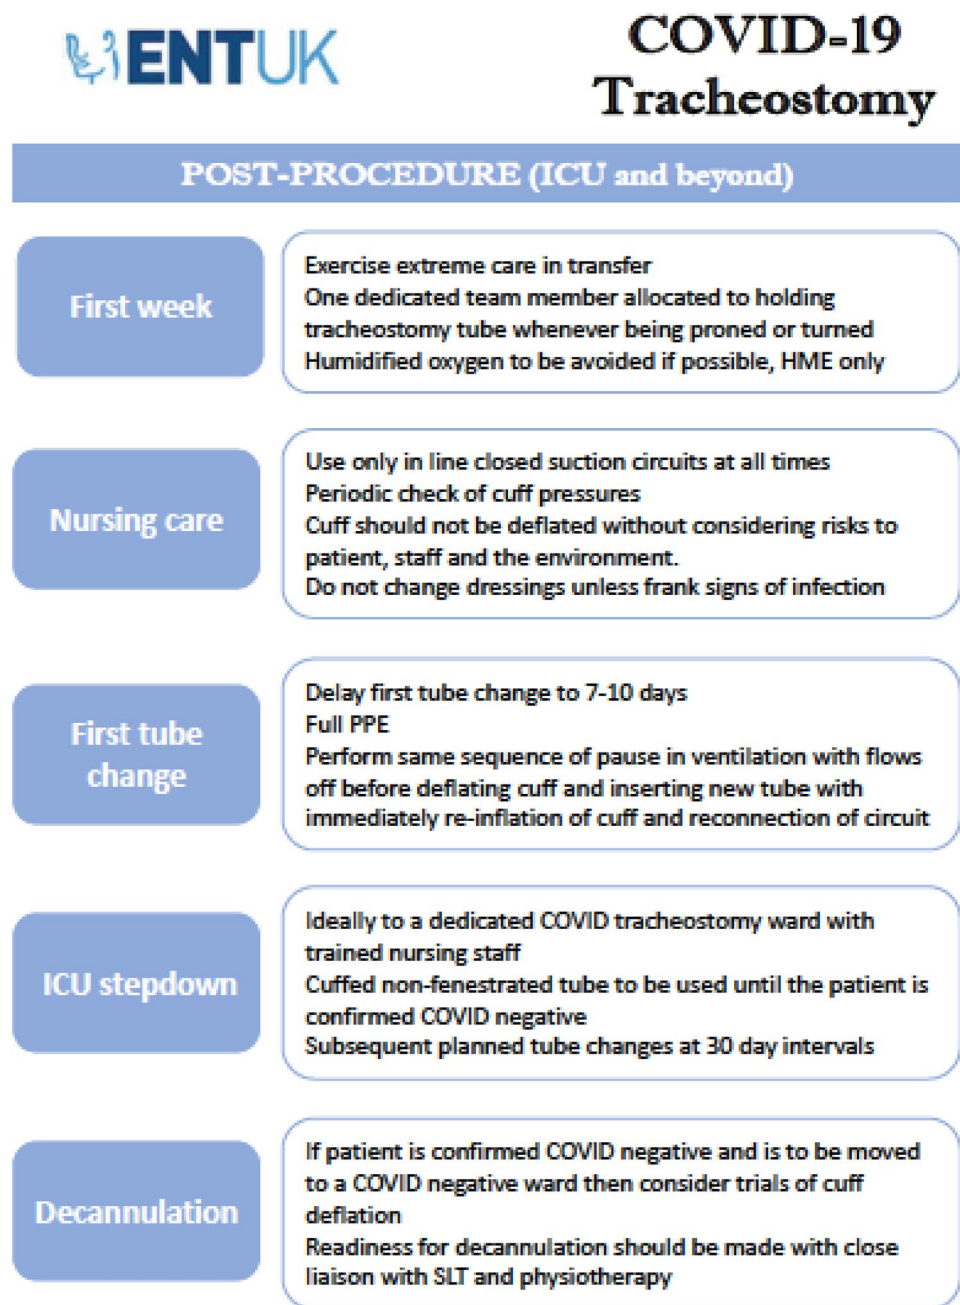 ENTUK
COVID-19
Tracheostomy
POST-PROCEDURE (ICU and beyond)
First week
Exercise extreme care in transfer
One dedicated team member allocated to holding
tracheostomy tube whenever being proned or turned
Humidified oxygen to be avoided if possible, HME only
Nursing care
Use only in line closed suction circuits at all times
Periodic check of cuff pressures
Cuff should not be deflated without considering risks to
patient, staff and the environment.
Do not change dressings unless frank signs of infection
First tube
change
Delay first tube change to 7-10 days
Full PPE
Perform same sequence of pause in ventilation with flows
off before deflating cuff and inserting new tube with
immediately re-inflation of cuff and reconnection of circuit
ICU stepdown
Ideally to a dedicated COVID tracheostomy ward with
trained nursing staff
Cuffed non-fenestrated tube to be used until the patient is
confirmed COVID negative
Subsequent planned tube changes at 30 day intervals
Decannulation
If patient is confirmed COVID negative and is to be moved
to a COVID negative ward then consider trials of cuff
deflation
Readiness for decannulation should be made with close
liaison with SLT and physiotherapy